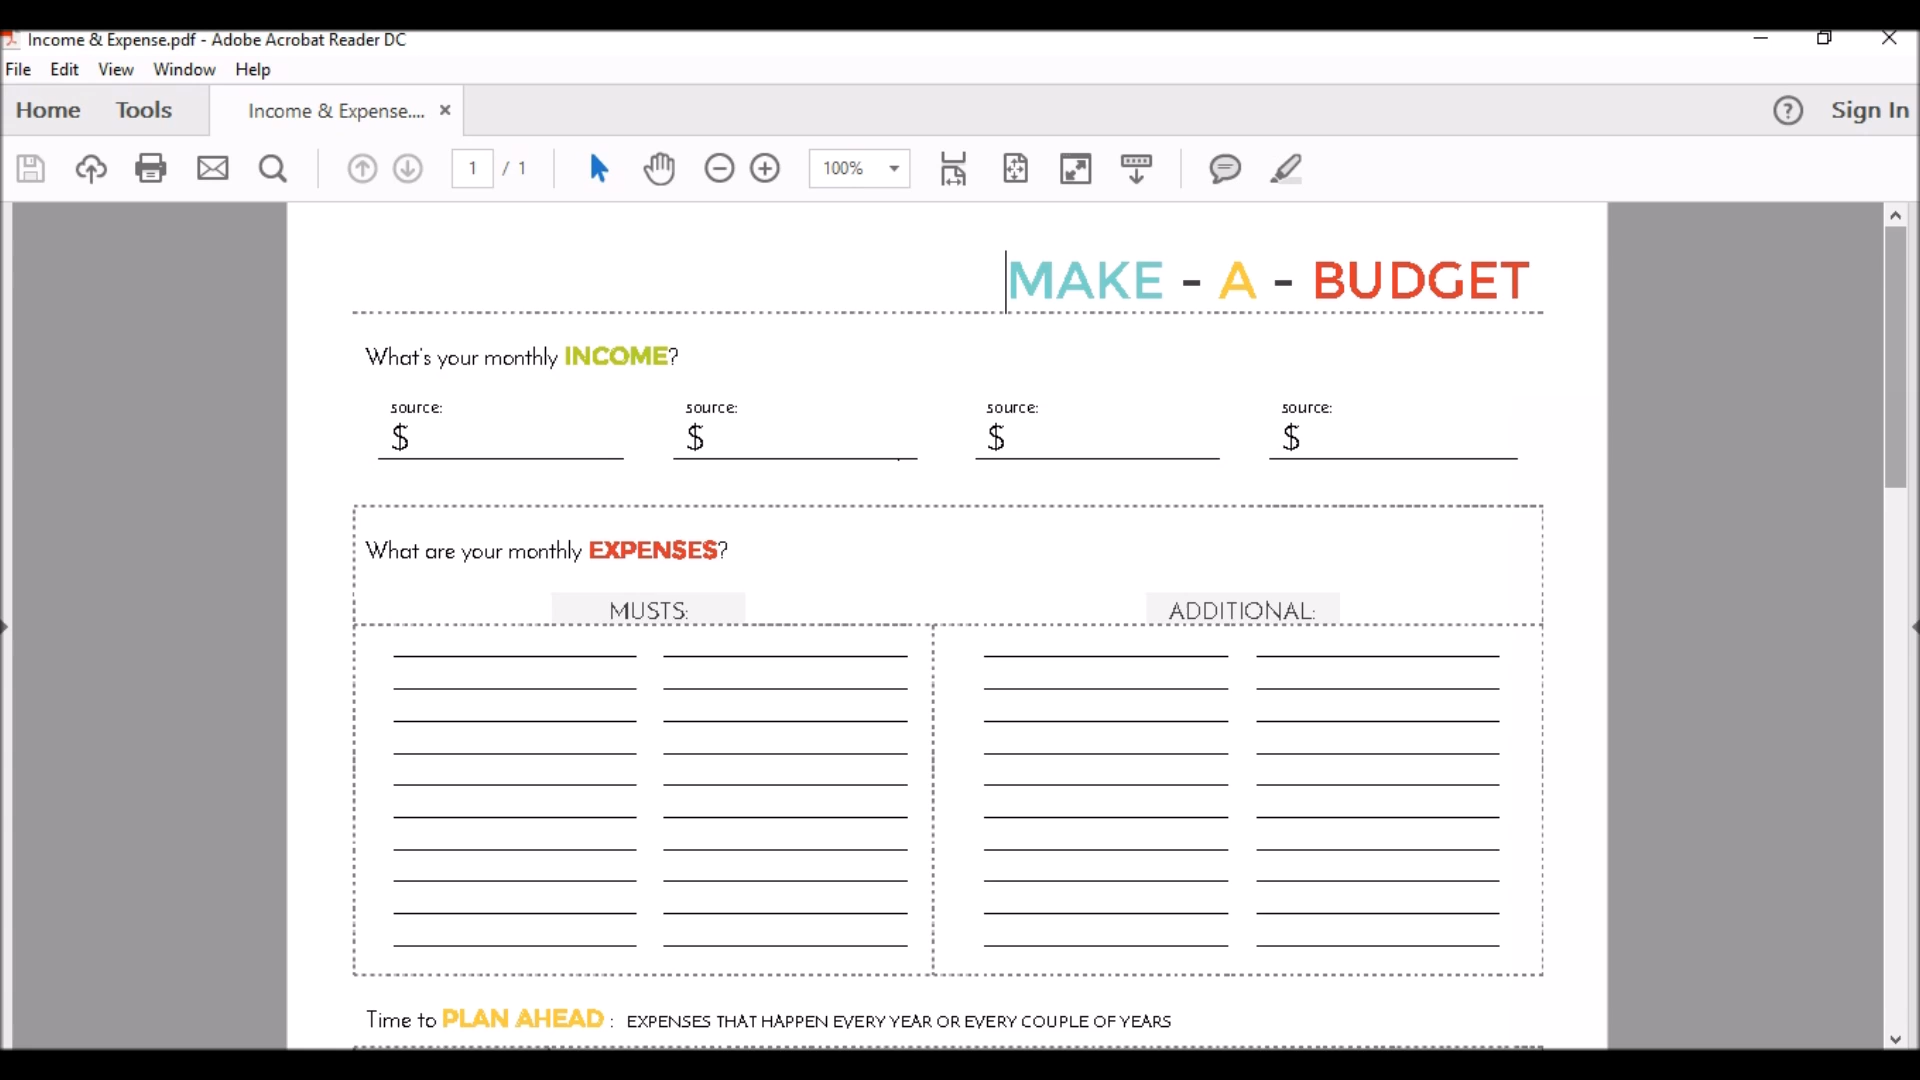 Income & Expense.pdf - Adobe Acrobat Reader DC
File Edit View Window Help
Home Tools Income & Expense.... × ? Sign In
1 / 1 100%
MAKE - A - BUDGET
What's your monthly INCOME?
source: source: source: source:
$ $ $ $
What are your monthly EXPENSES?
MUSTS: ADDITIONAL:
Time to PLAN AHEAD : EXPENSES THAT HAPPEN EVERY YEAR OR EVERY COUPLE OF YEARS